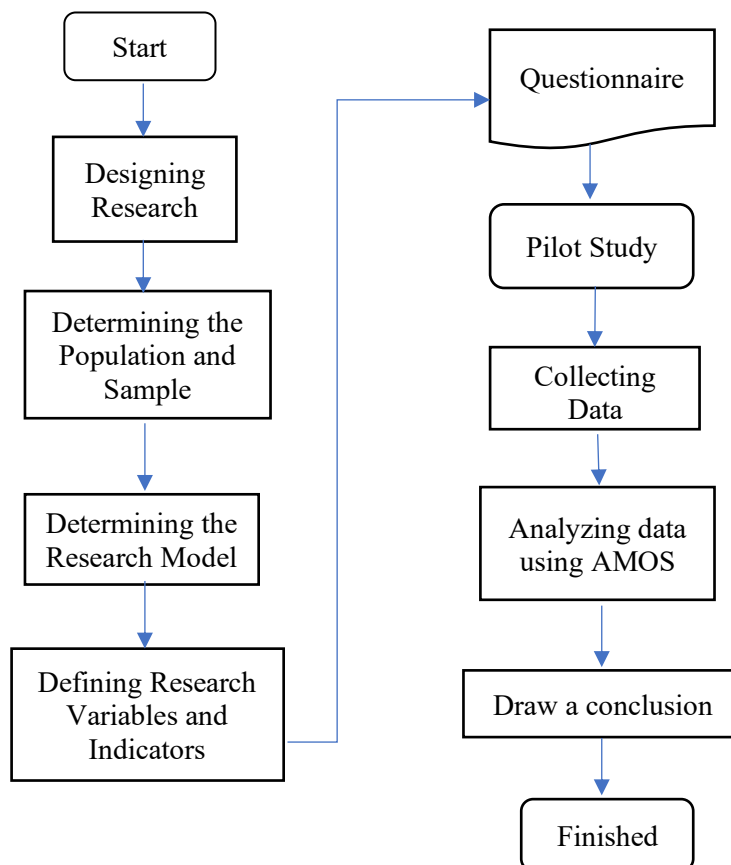 Start
Designing
Research
Determining the
Population and
Sample
Determining the
Research Model
Defining Research
Variables and
Indicators
Questionnaire
Pilot Study
Collecting
Data
Analyzing data
using AMOS
Draw a conclusion
Finished